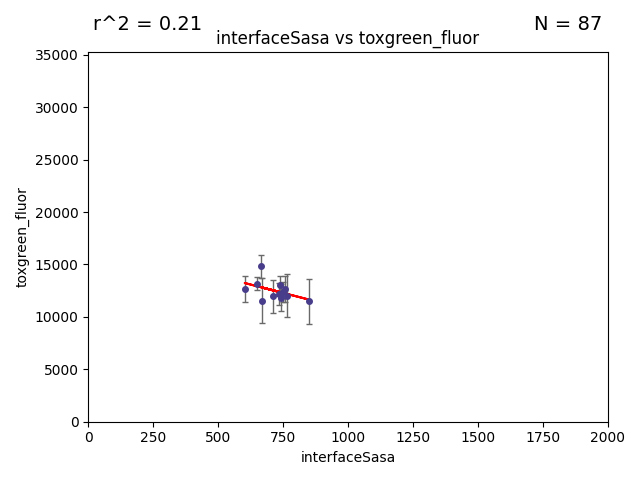 r^2 = 0.21
N = 87
interfaceSasa vs toxgreen_fluor
35000
30000
25000
20000
15000
10000
5000
0
toxgreen_fluor
0 250 500 750 1000 1250 1500 1750 2000
interfaceSasa